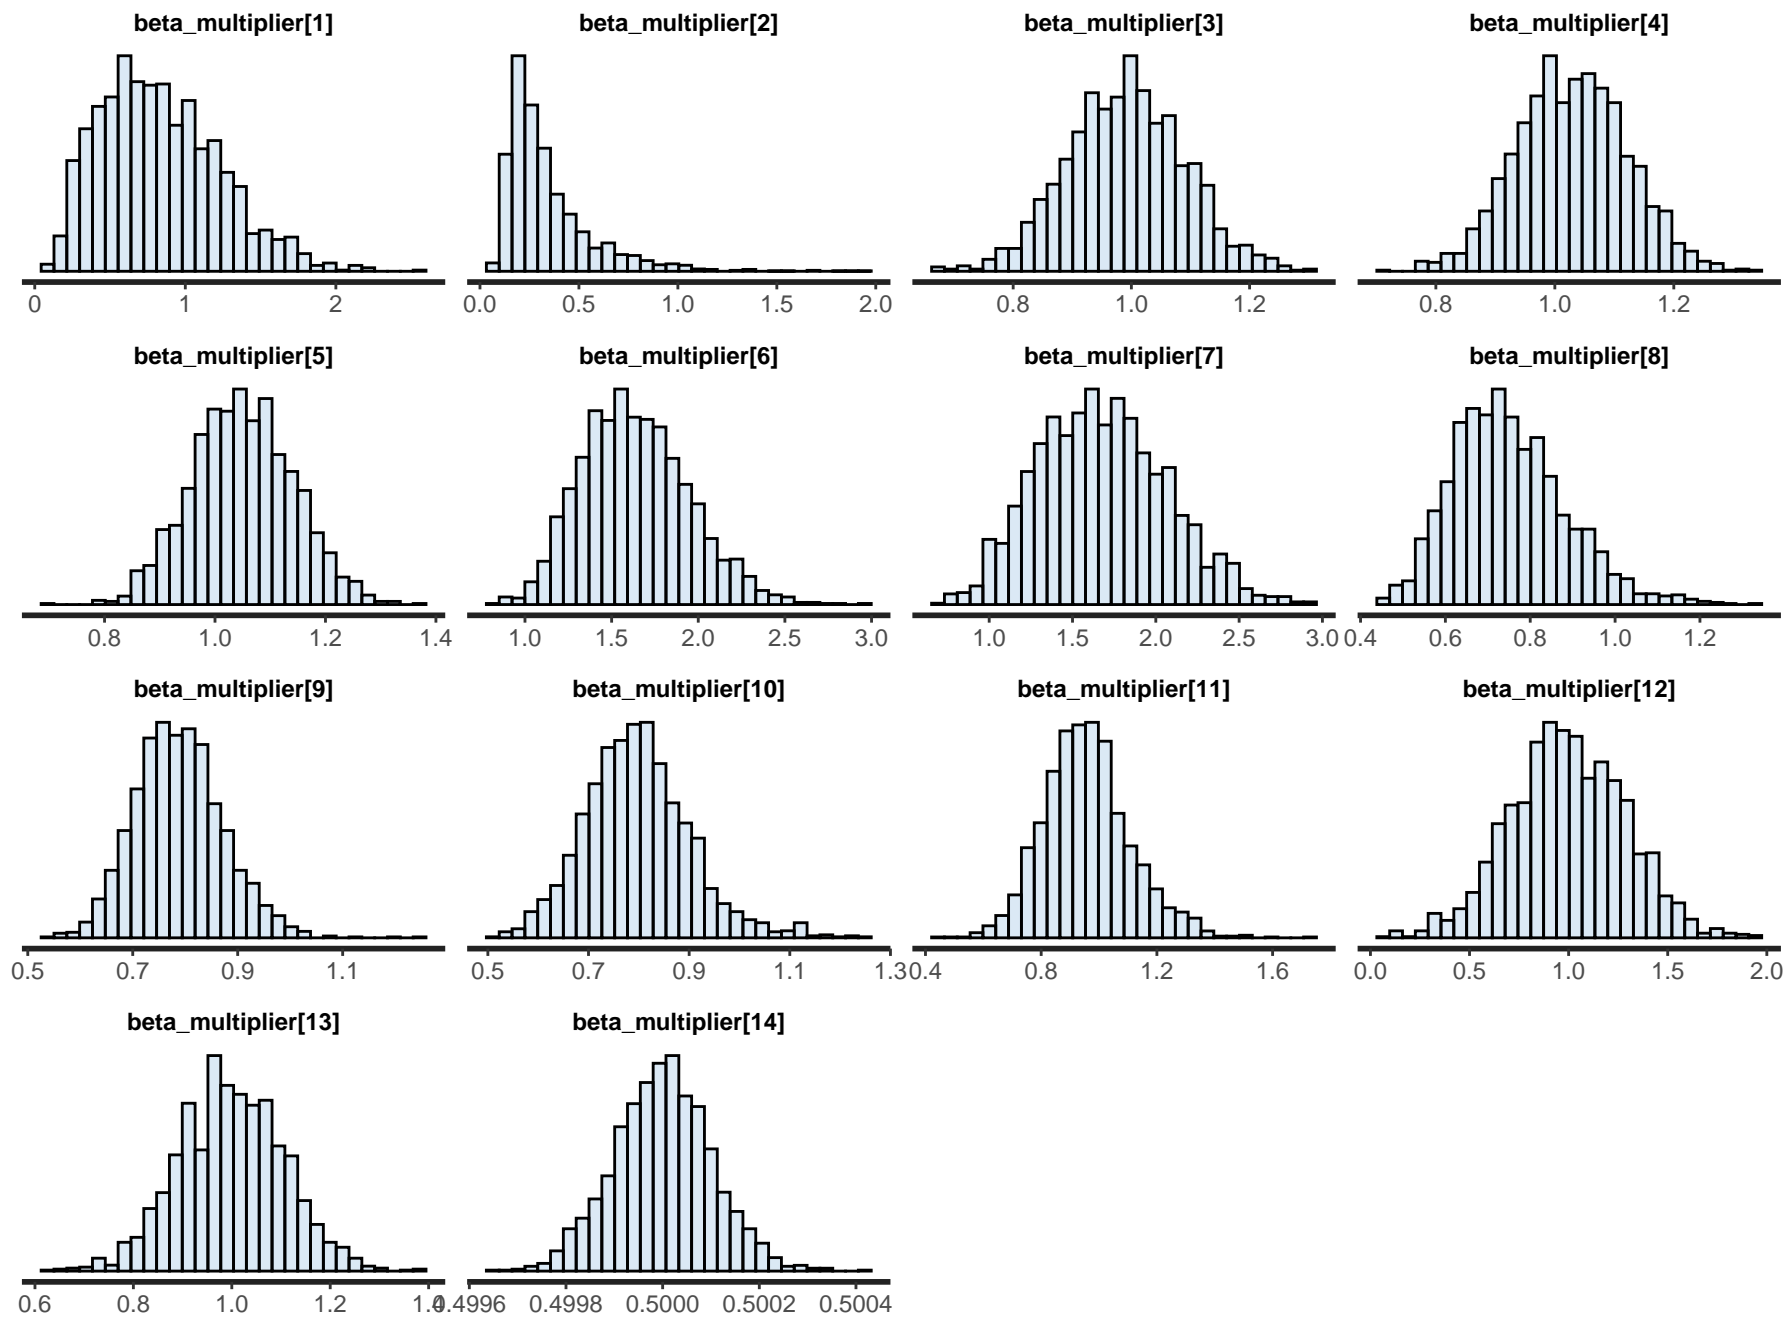 beta_multiplier[1] beta_multiplier[2] beta_multiplier[3] beta_multiplier[4]
0 1 2 0.0 0.5 1.0 1.5 2.0 0.8 1.0 1.2 0.8 1.0 1.2
beta_multiplier[5] beta_multiplier[6] beta_multiplier[7] beta_multiplier[8]
0.8 1.0 1.2 1.4 1.0 1.5 2.0 2.5 3.0 1.0 1.5 2.0 2.5 3.0 0.4 0.6 0.8 1.0 1.2
beta_multiplier[9] beta_multiplier[10] beta_multiplier[11] beta_multiplier[12]
0.5 0.7 0.9 1.1 0.5 0.7 0.9 1.1 1.3 0.4 0.8 1.2 1.6 0.0 0.5 1.0 1.5 2.0
beta_multiplier[13] beta_multiplier[14]
0.6 0.8 1.0 1.2 1.4 0.4996 0.4998 0.5000 0.5002 0.5004